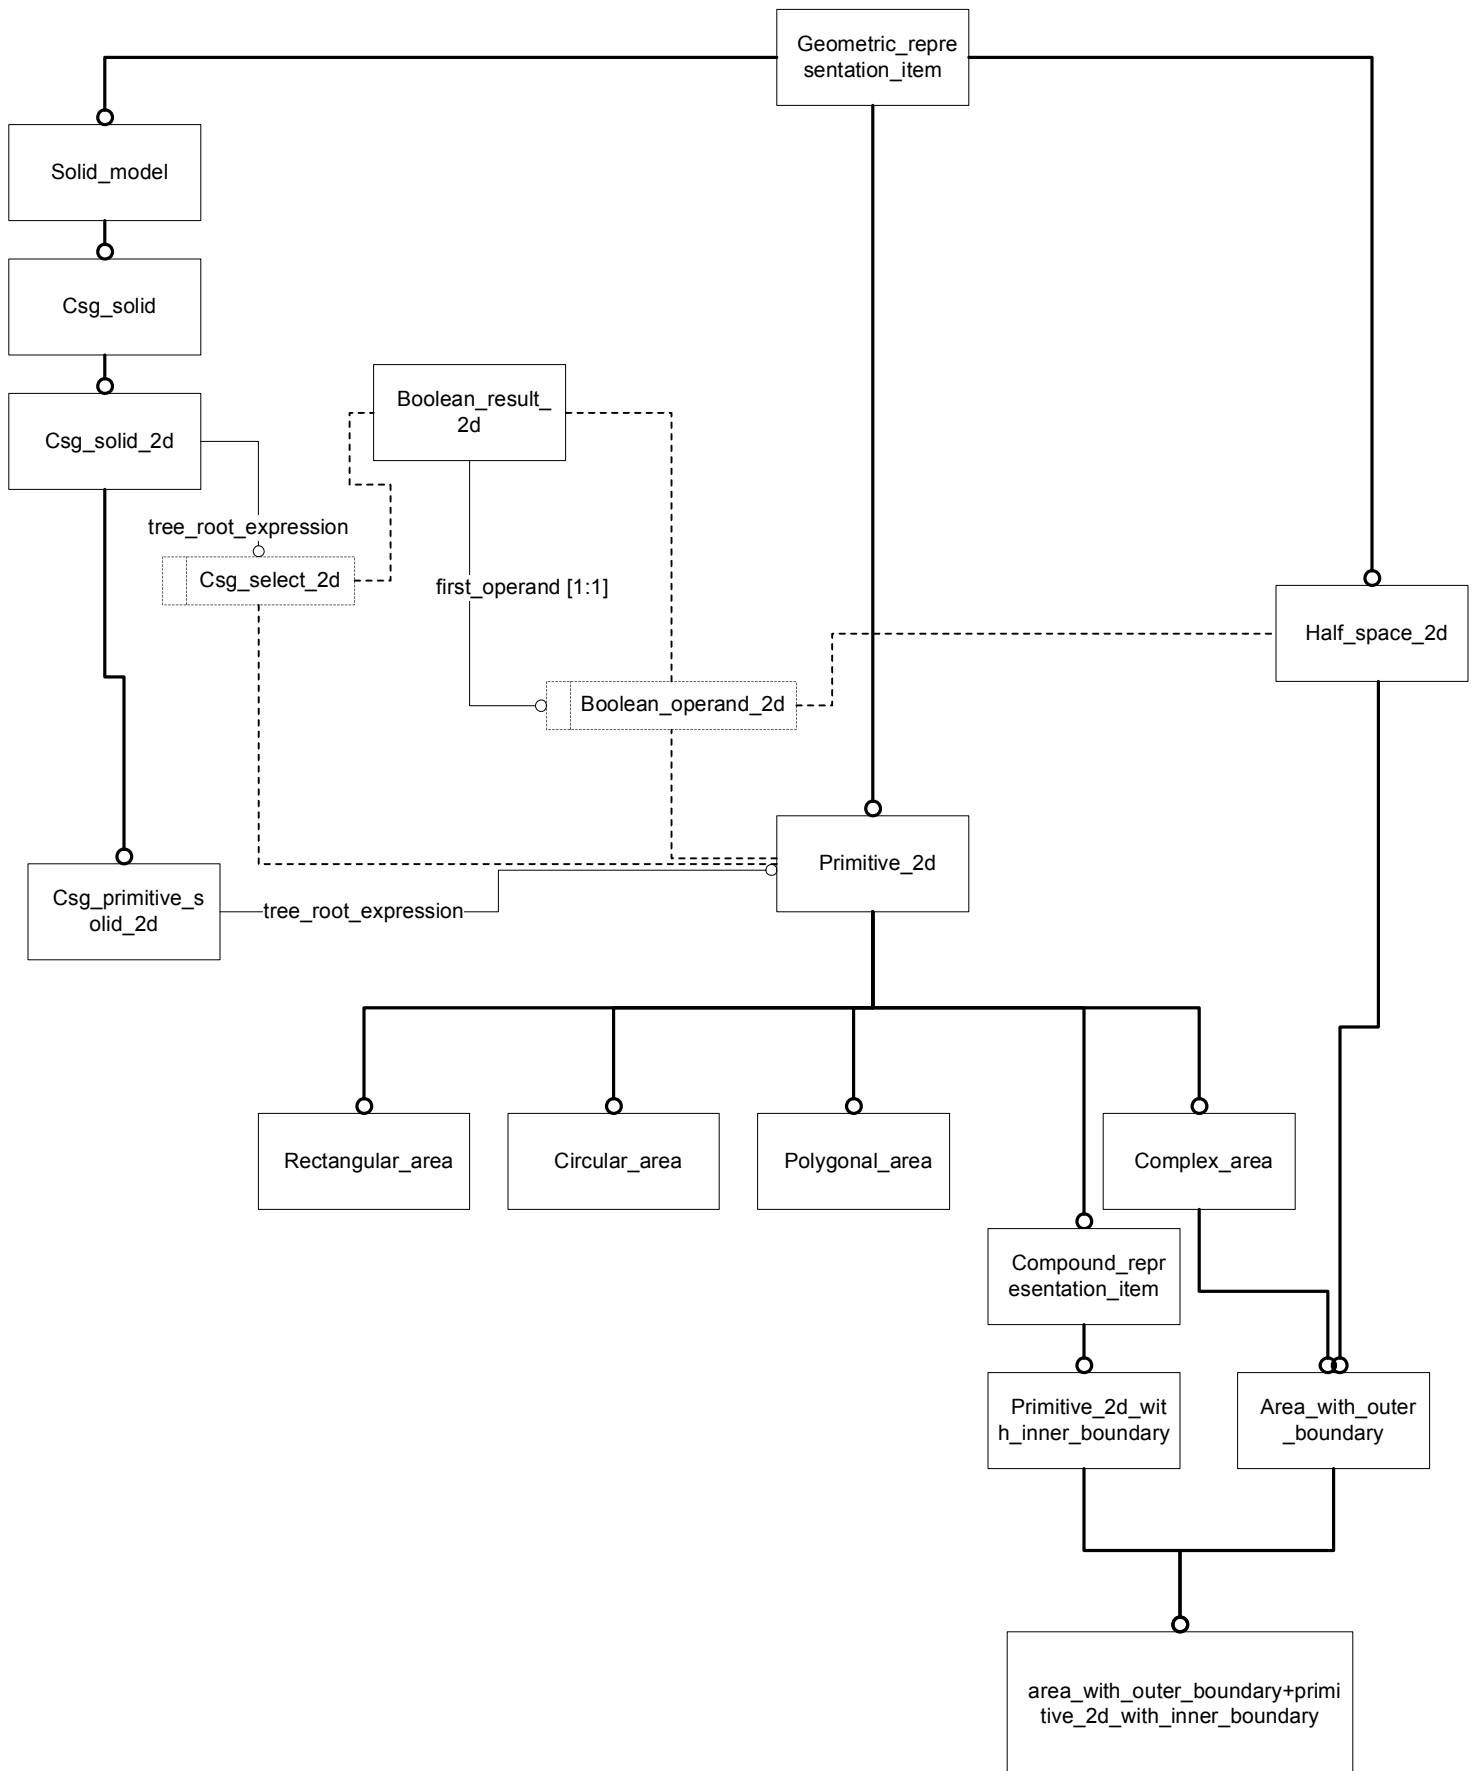 Geometric_repre
sentation_item
Solid_model
Csg_solid
Boolean_result_
2d
Csg_solid_2d
tree_root_expression
Csg_select_2d
first_operand [1:1]
Half_space_2d
Boolean_operand_2d
Primitive_2d
Csg_primitive_s
olid_2d
tree_root_expression
Rectangular_area
Circular_area
Polygonal_area
Complex_area
Compound_repr
esentation_item
Primitive_2d_wit
h_inner_boundary
Area_with_outer
_boundary
area_with_outer_boundary+primi
tive_2d_with_inner_boundary